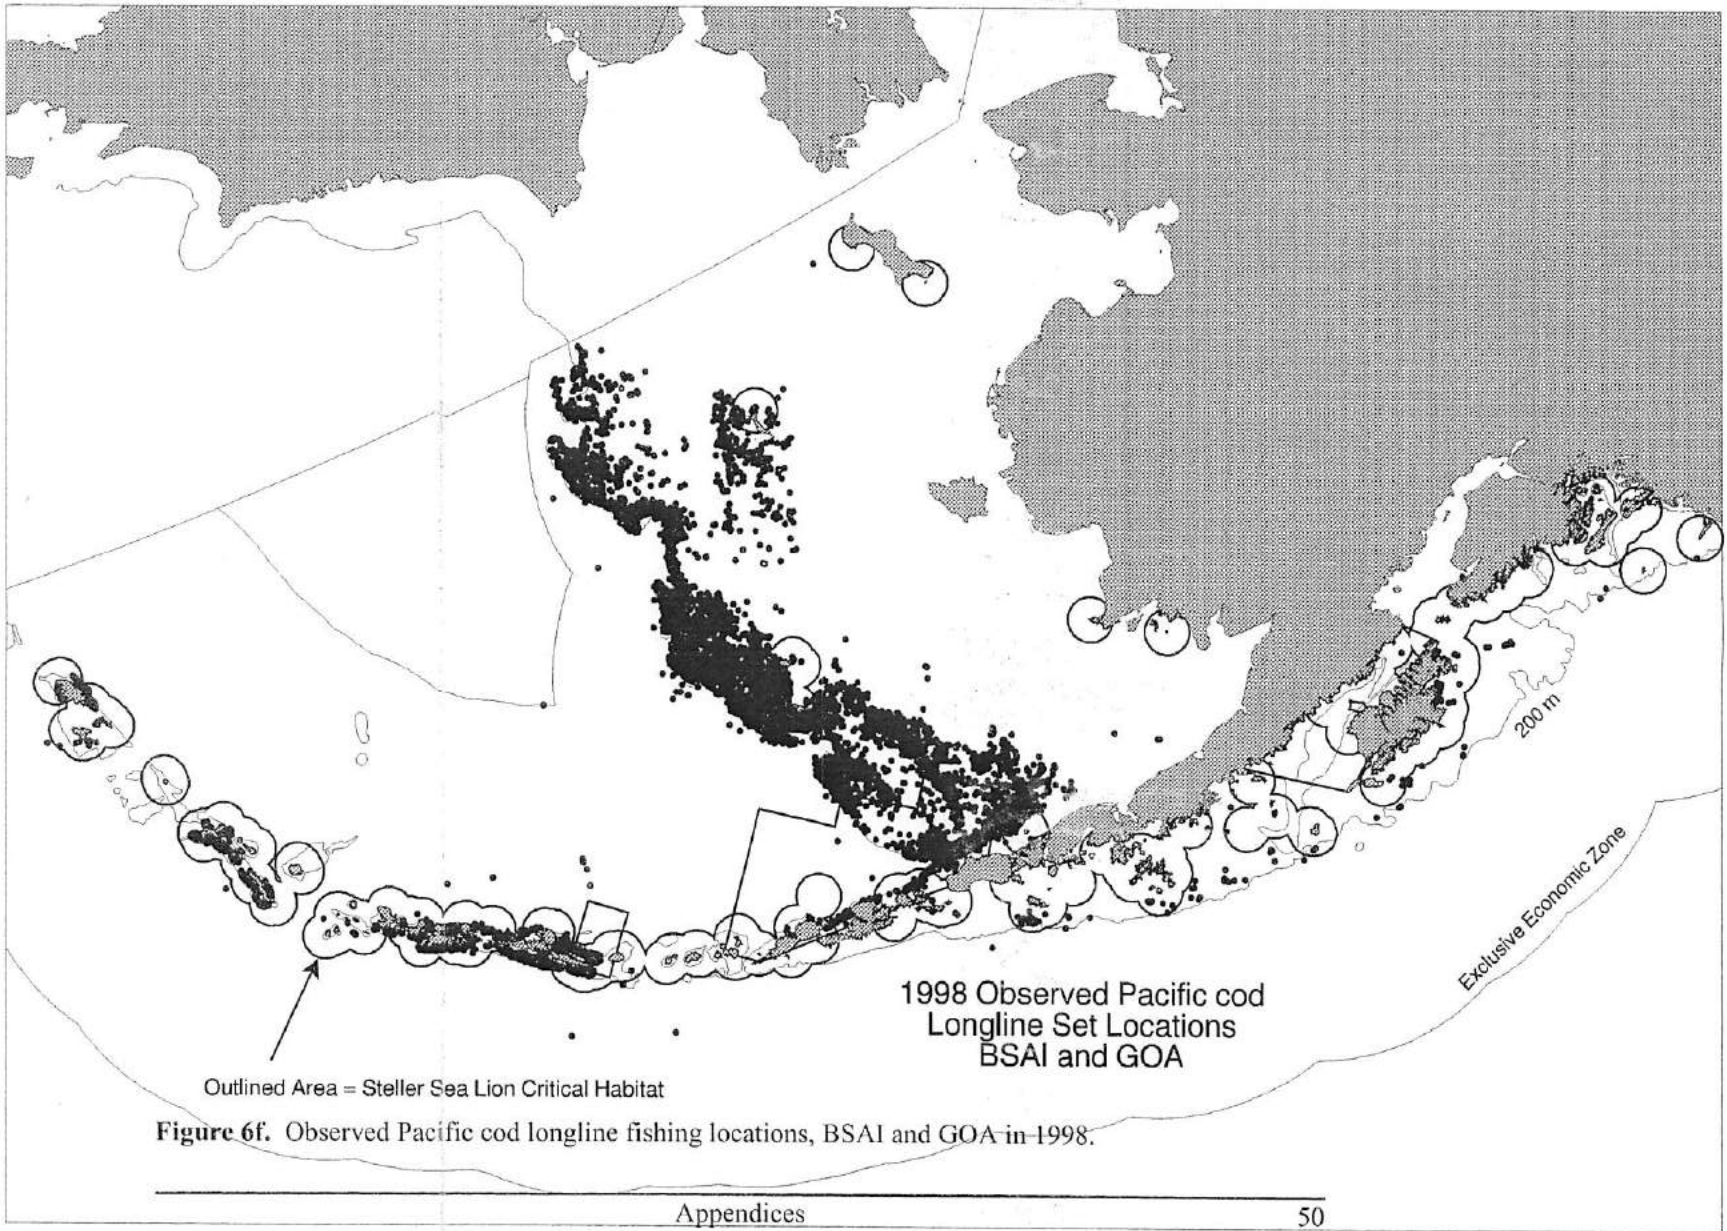 200 m
Exclusive Economic Zone
1998 Observed Pacific cod
Longline Set Locations
BSAI and GOA
Outlined Area = Steller Sea Lion Critical Habitat
Figure 6f. Observed Pacific cod longline fishing locations, BSAI and GOA in 1998.
Appendices 50